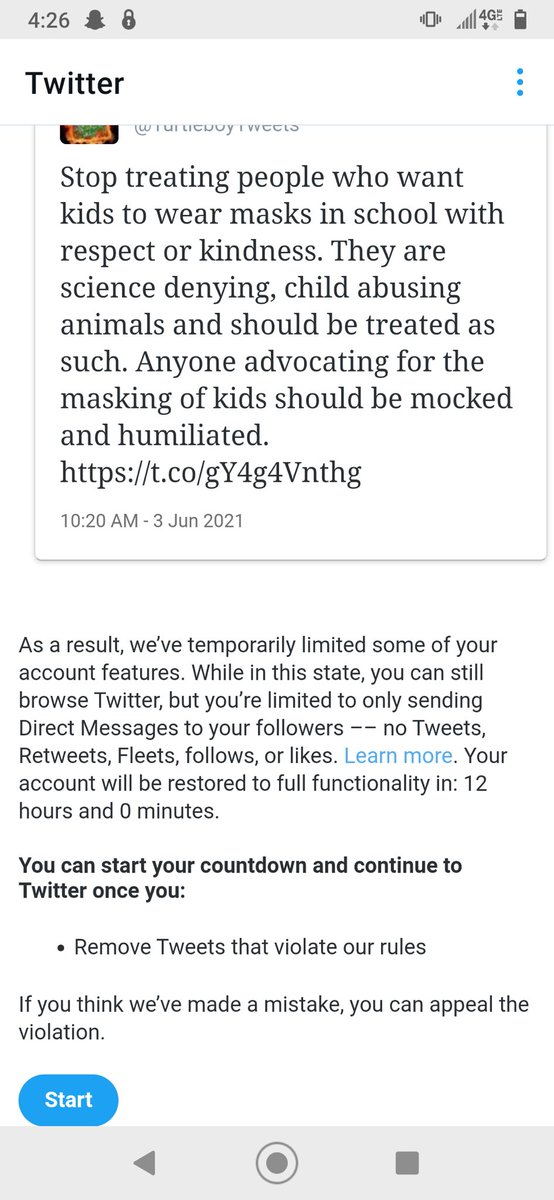 4:26
4G LTE
Twitter
@TurtleboyTweets
Stop treating people who want
kids to wear masks in school with
respect or kindness. They are
science denying, child abusing
animals and should be treated as
such. Anyone advocating for the
masking of kids should be mocked
and humiliated.
https://t.co/gY4g4Vnthg
10:20 AM - 3 Jun 2021
As a result, we’ve temporarily limited some of your
account features. While in this state, you can still
browse Twitter, but you’re limited to only sending
Direct Messages to your followers –– no Tweets,
Retweets, Fleets, follows, or likes. Learn more. Your
account will be restored to full functionality in: 12
hours and 0 minutes.
You can start your countdown and continue to
Twitter once you:
• Remove Tweets that violate our rules
If you think we’ve made a mistake, you can appeal the
violation.
Start